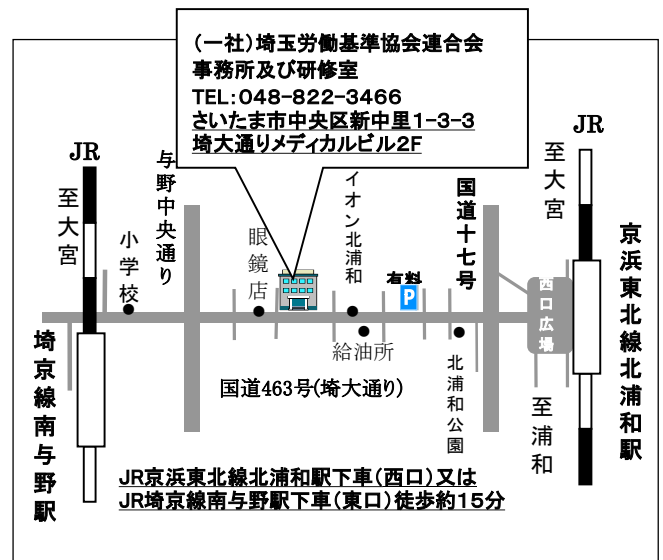 (一社)埼玉労働基準協会連合会
事務所及び研修室
TEL:048-822-3466
さいたま市中央区新中里1-3-3
埼大通りメディカルビル2F
JR
至大宮
小学校
与野中央通り
眼鏡店
イオン北浦和
有料
P
国道十七号
至大宮
JR
西口広場
京浜東北線北浦和駅
給油所
北浦和公園
至浦和
国道463号(埼大通り)
埼京線南与野駅
JR京浜東北線北浦和駅下車(西口)又は
JR埼京線南与野駅下車(東口)徒歩約15分